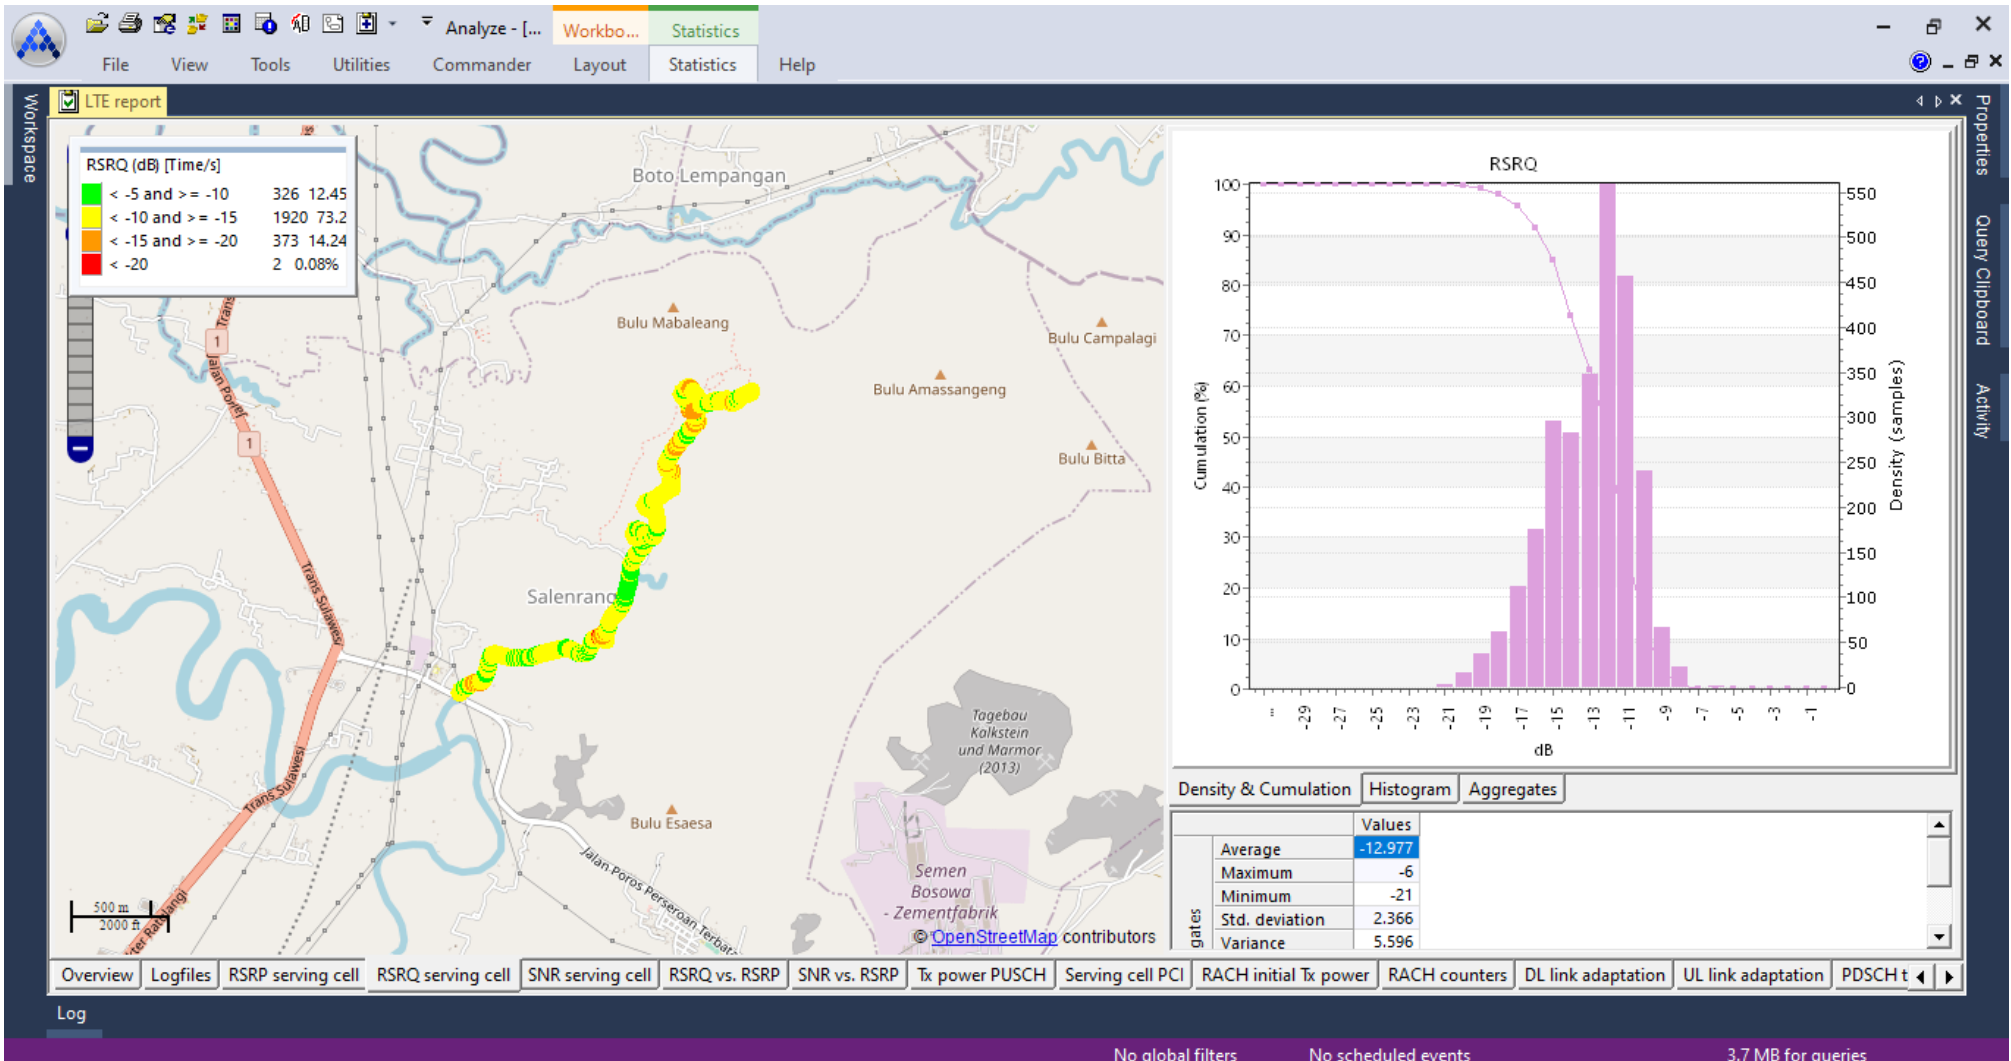 Analyze - [...
Workbo...
Statistics
File
View
Tools
Utilities
Commander
Layout
Statistics
Help
Workspace
LTE report
Properties
Query Clipboard
Activity
RSRQ (dB) [Time/s]
< -5 and >= -10 326 12.45
< -10 and >= -15 1920 73.2
< -15 and >= -20 373 14.24
< -20 2 0.08%
Boto Lempangan
Bulu Mabaleang
Bulu Campalagi
Bulu Amassangeng
Bulu Bitta
Salenrang
1
1
Jalan Poros
Trans Sulawesi
Trans Sulawesi
Tagebau
Kalkstein
und Marmor
(2013)
Bulu Esaesa
Jalan Poros Perseroan Terbata
Semen
Bosowa
- Zementfabrik
500 m
2000 ft
© OpenStreetMap contributors
RSRQ
100
90
80
70
60
50
40
30
20
10
0
Cumulation (%)
550
500
450
400
350
300
250
200
150
100
50
0
Density (samples)
... -29 -27 -25 -23 -21 -19 -17 -15 -13 -11 -9 -7 -5 -3 -1
dB
Density & Cumulation
Histogram
Aggregates
Values
Average -12.977
Maximum -6
Minimum -21
Std. deviation 2.366
Variance 5.596
gates
Overview
Logfiles
RSRP serving cell
RSRQ serving cell
SNR serving cell
RSRQ vs. RSRP
SNR vs. RSRP
Tx power PUSCH
Serving cell PCI
RACH initial Tx power
RACH counters
DL link adaptation
UL link adaptation
PDSCH t
Log
No global filters
No scheduled events
3.7 MB for queries